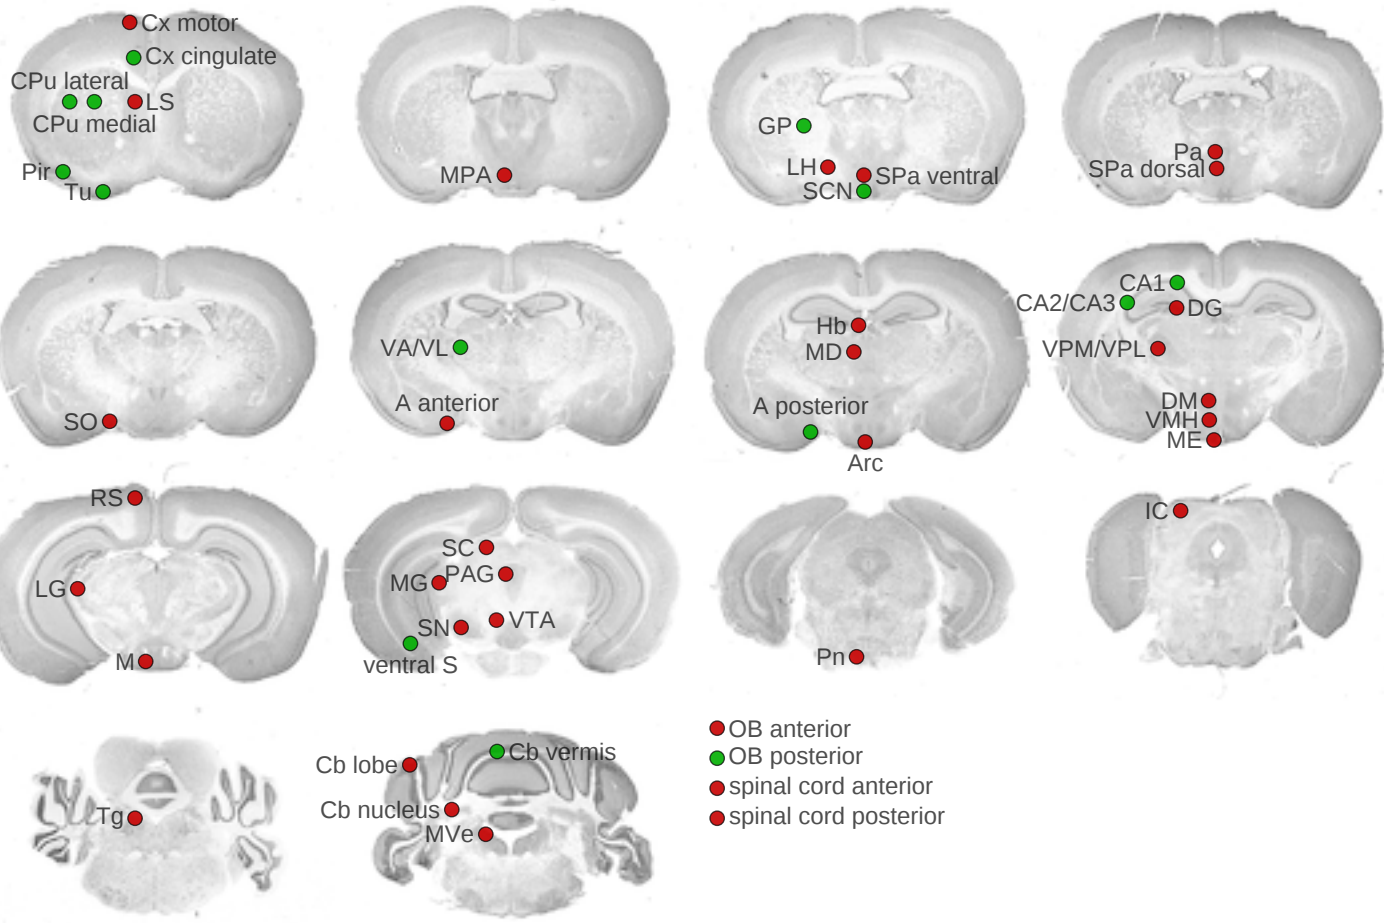 Cx motor
Cx cingulate
CPu lateral
LS
CPu medial
Pir
Tu
MPA
GP
LH
SPa ventral
SCN
Pa
SPa dorsal
SO
VA/VL
A anterior
Hb
MD
A posterior
Arc
CA1
CA2/CA3
DG
VPM/VPL
DM
VMH
ME
RS
LG
M
SC
MG
PAG
SN
VTA
ventral S
Pn
IC
Tg
Cb lobe
Cb vermis
Cb nucleus
MVe
OB anterior
OB posterior
spinal cord anterior
spinal cord posterior